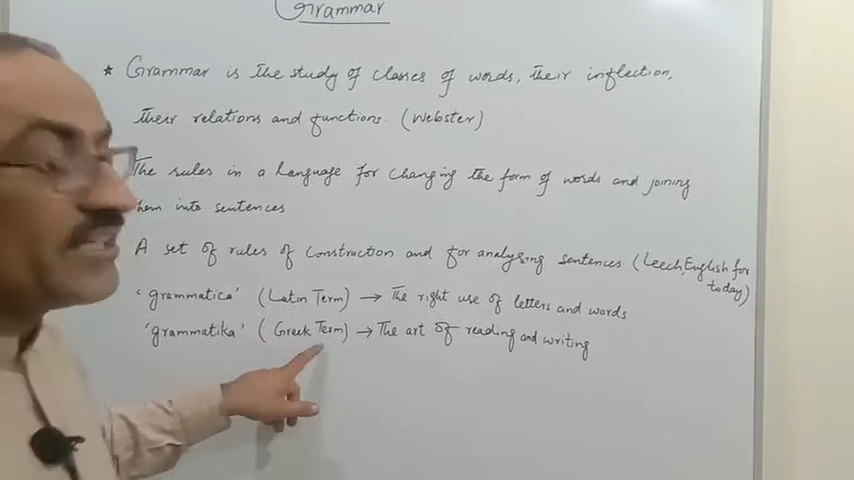 Grammar
* Grammar is the study of classes of words, their inflection,
their relations and functions. (Webster)
The rules in a language for changing the form of words and joining
them into sentences
A set of rules of construction and for analysing sentences (Leech, English for
today)
'grammatica' (Latin Term) → The right use of letters and words
'grammatika' (Greek Term) → The art of reading and writing